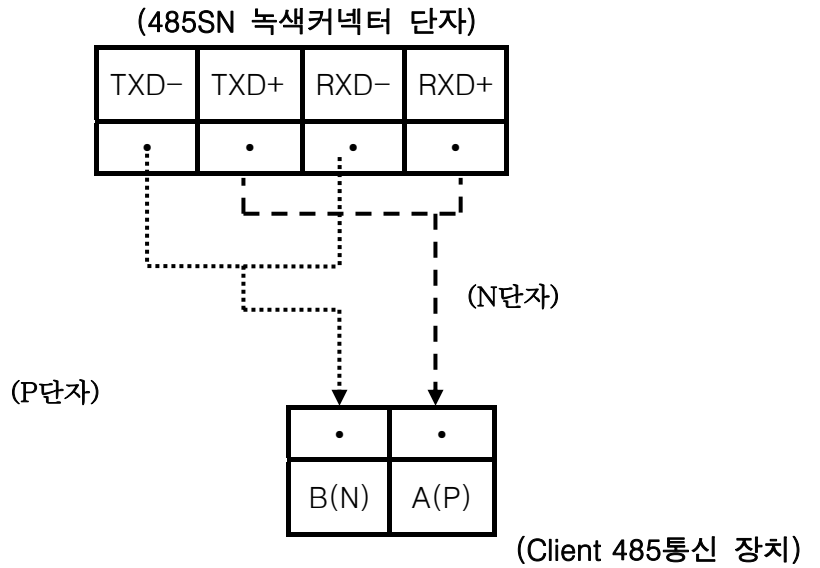 (485SN 녹색커넥터 단자)
TXD- TXD+ RXD- RXD+
(N단자)
(P단자)
B(N) A(P)
(Client 485통신 장치)